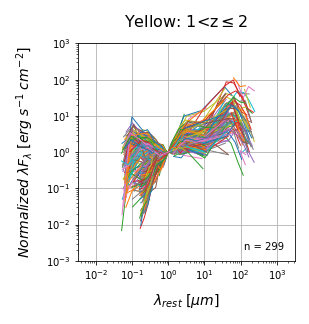 Yellow: 1<z ≤ 2
Normalized λF_λ [erg s⁻¹ cm⁻²]
10³
10²
10¹
10⁰
10⁻¹
10⁻²
10⁻³
n = 299
10⁻² 10⁻¹ 10⁰ 10¹ 10² 10³
λ_rest [μm]